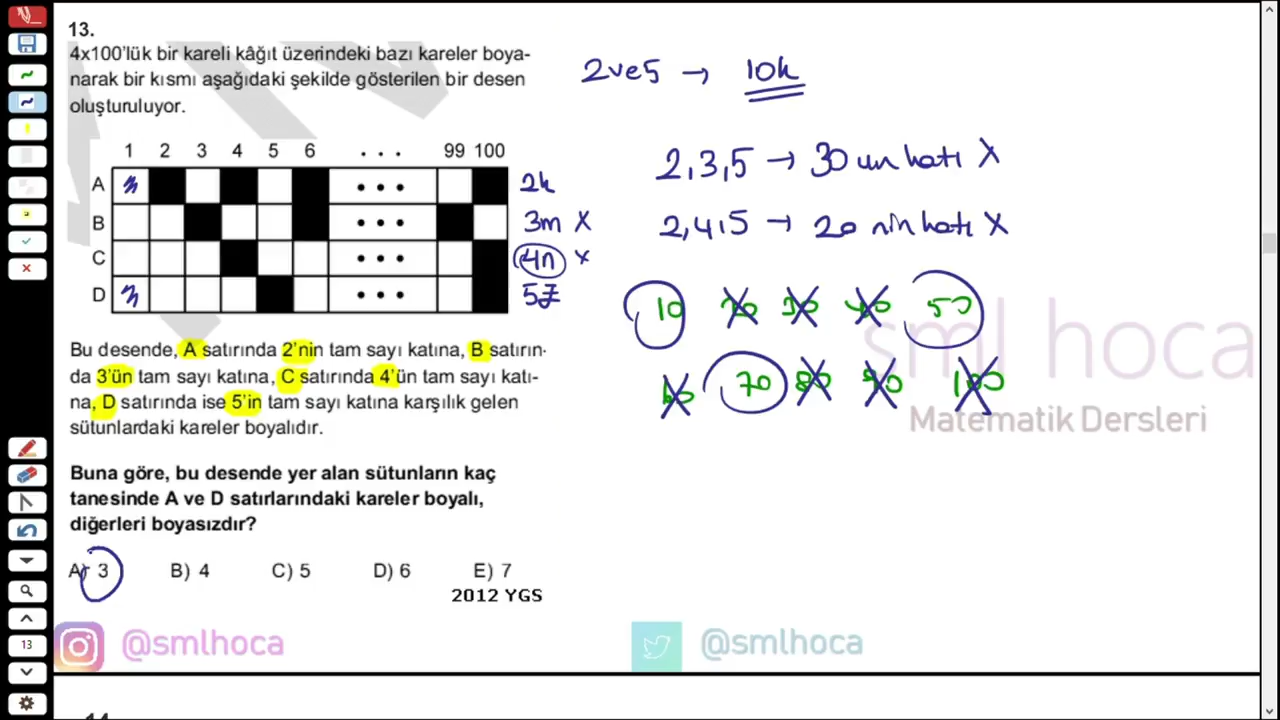 13.
4x100'lük bir kareli kâğıt üzerindeki bazı kareler boya-
narak bir kısmı aşağıdaki şekilde gösterilen bir desen
oluşturuluyor.
1 2 3 4 5 6 . . . 99 100
A
B
C
D
2k
3m X
4n x
5z
Bu desende, A satırında 2'nin tam sayı katına, B satırın-
da 3'ün tam sayı katına, C satırında 4'ün tam sayı katı-
na, D satırında ise 5'in tam sayı katına karşılık gelen
sütunlardaki kareler boyalıdır.
Buna göre, bu desende yer alan sütunların kaç
tanesinde A ve D satırlarındaki kareler boyalı,
diğerleri boyasızdır?
A) 3 B) 4 C) 5 D) 6 E) 7
2012 YGS
2ve5 → 10k
2,3,5 → 30 un katı X
2,4,5 → 20 nin katı X
10 20 30 40 50
60 70 80 90 100
sml hoca
Matematik Dersleri
@smlhoca @smlhoca
13
14